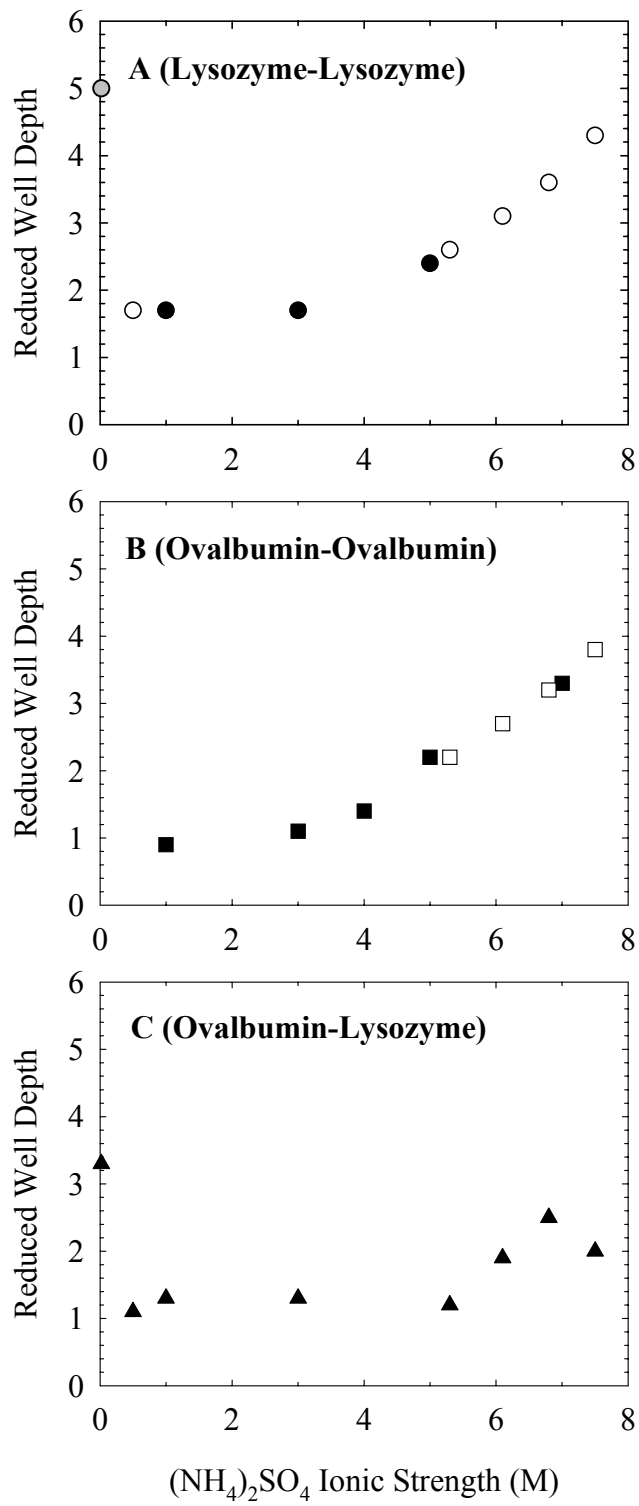 6
A (Lysozyme-Lysozyme)
5
4
3
2
1
0
Reduced Well Depth
0 2 4 6 8
6
B (Ovalbumin-Ovalbumin)
5
4
3
2
1
0
Reduced Well Depth
0 2 4 6 8
6
C (Ovalbumin-Lysozyme)
5
4
3
2
1
0
Reduced Well Depth
0 2 4 6 8
(NH₄)₂SO₄ Ionic Strength (M)